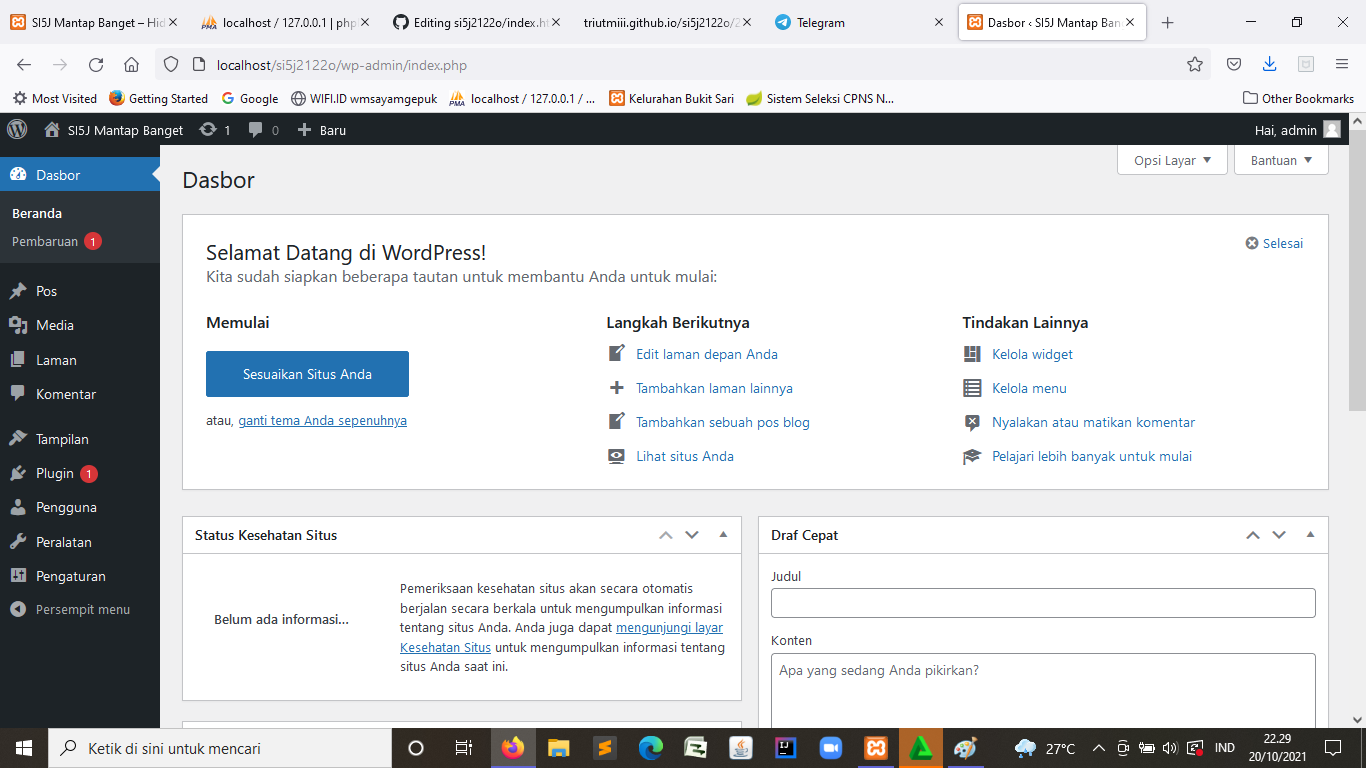 SI5J Mantap Banget – Hid
localhost / 127.0.0.1 | php
Editing si5j2122o/index.h
triutmiii.github.io/si5j2122o/2
Telegram
Dasbor ‹ SI5J Mantap Ban
localhost/si5j2122o/wp-admin/index.php
Most Visited
Getting Started
Google
WIFI.ID wmsayamgepuk
localhost / 127.0.0.1 / ...
Kelurahan Bukit Sari
Sistem Seleksi CPNS N...
Other Bookmarks
SI5J Mantap Banget
1
0
Baru
Hai, admin
Dasbor
Beranda
Pembaruan 1
Pos
Media
Laman
Komentar
Tampilan
Plugin 1
Pengguna
Peralatan
Pengaturan
Persempit menu
Opsi Layar
Bantuan
Dasbor
Selamat Datang di WordPress!
Selesai
Kita sudah siapkan beberapa tautan untuk membantu Anda untuk mulai:
Memulai
Sesuaikan Situs Anda
atau, ganti tema Anda sepenuhnya
Langkah Berikutnya
Edit laman depan Anda
Tambahkan laman lainnya
Tambahkan sebuah pos blog
Lihat situs Anda
Tindakan Lainnya
Kelola widget
Kelola menu
Nyalakan atau matikan komentar
Pelajari lebih banyak untuk mulai
Status Kesehatan Situs
Belum ada informasi...
Pemeriksaan kesehatan situs akan secara otomatis
berjalan secara berkala untuk mengumpulkan informasi
tentang situs Anda. Anda juga dapat mengunjungi layar
Kesehatan Situs untuk mengumpulkan informasi tentang
situs Anda saat ini.
Draf Cepat
Judul
Konten
Apa yang sedang Anda pikirkan?
Ketik di sini untuk mencari
27°C
IND
22.29
20/10/2021